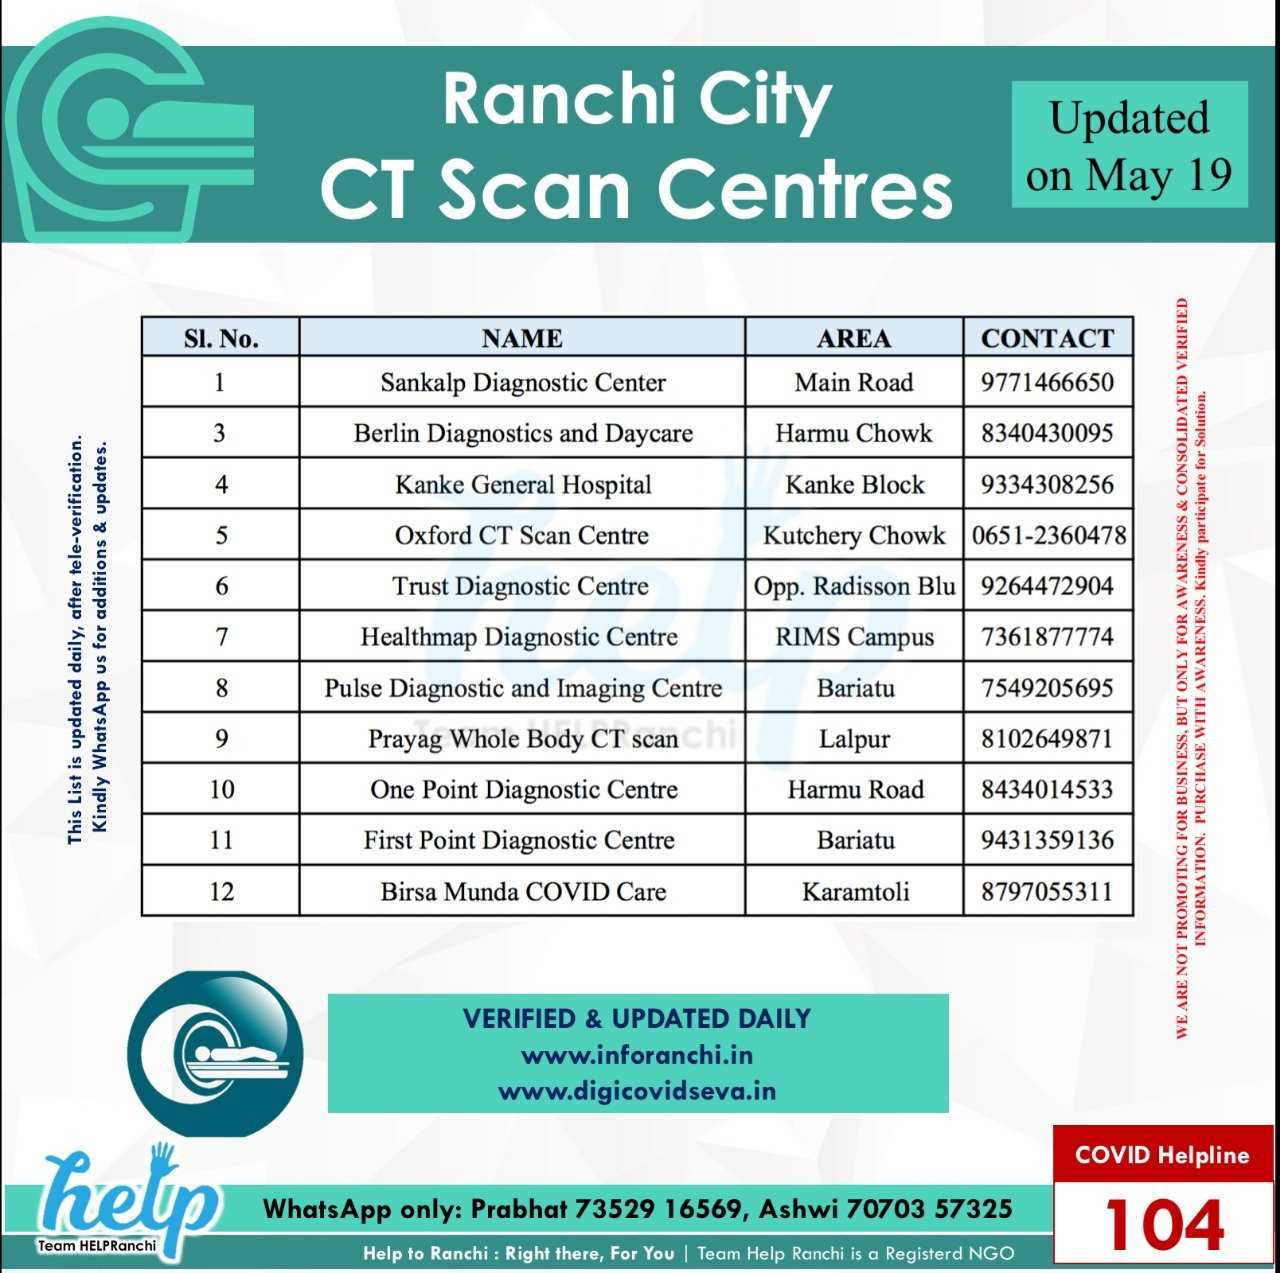 Ranchi City
CT Scan Centres
Updated
on May 19
Sl. No. NAME AREA CONTACT
1 Sankalp Diagnostic Center Main Road 9771466650
3 Berlin Diagnostics and Daycare Harmu Chowk 8340430095
4 Kanke General Hospital Kanke Block 9334308256
5 Oxford CT Scan Centre Kutchery Chowk 0651-2360478
6 Trust Diagnostic Centre Opp. Radisson Blu 9264472904
7 Healthmap Diagnostic Centre RIMS Campus 7361877774
8 Pulse Diagnostic and Imaging Centre Bariatu 7549205695
9 Prayag Whole Body CT scan Lalpur 8102649871
10 One Point Diagnostic Centre Harmu Road 8434014533
11 First Point Diagnostic Centre Bariatu 9431359136
12 Birsa Munda COVID Care Karamtoli 8797055311
help
Team HELPRanchi
This List is updated daily, after tele-verification.
Kindly WhatsApp us for additions & updates.
WE ARE NOT PROMOTING FOR BUSINESS, BUT ONLY FOR AWARENESS & CONSOLIDATED VERIFIED
INFORMATION. PURCHASE WITH AWARENESS. Kindly participate for Solution.
VERIFIED & UPDATED DAILY
www.inforanchi.in
www.digicovidseva.in
help
Team HELPRanchi
WhatsApp only: Prabhat 73529 16569, Ashwi 70703 57325
Help to Ranchi : Right there, For You | Team Help Ranchi is a Registerd NGO
COVID Helpline
104